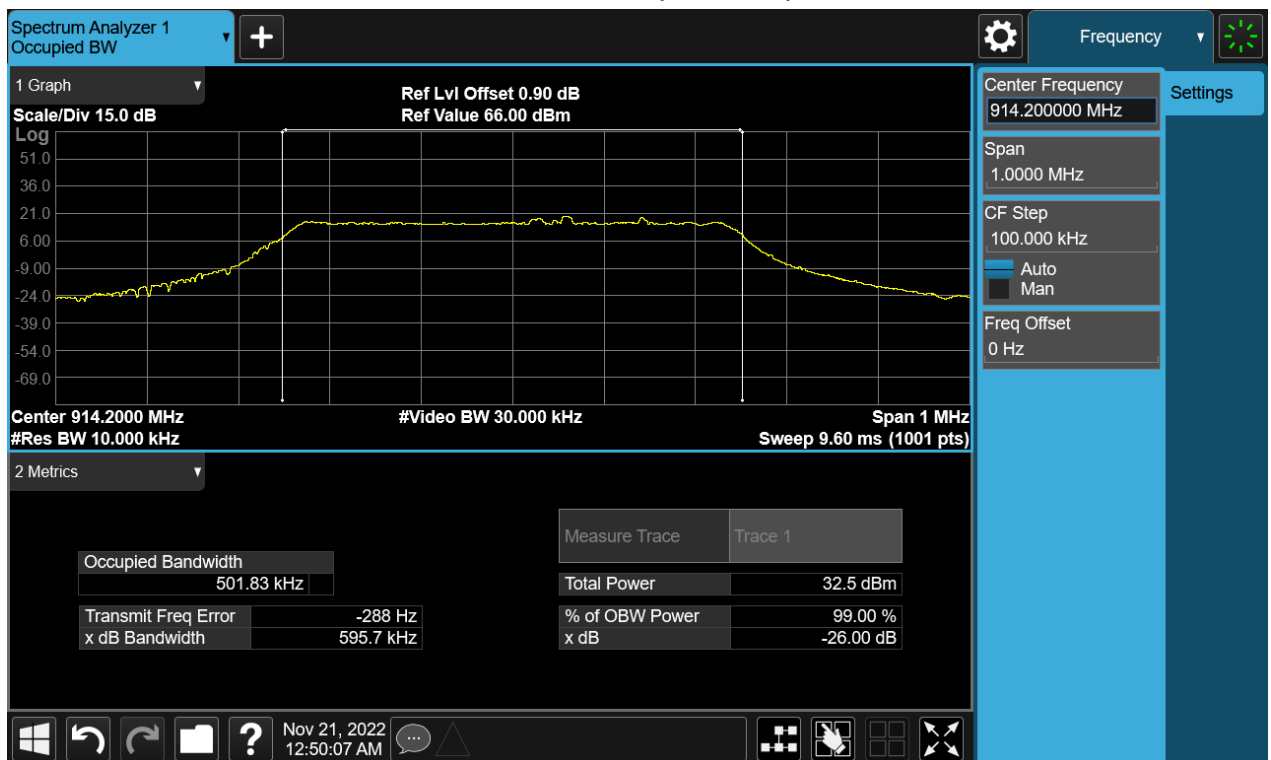 Spectrum Analyzer 1
Occupied BW
Frequency
1 Graph
Scale/Div 15.0 dB
Ref Lvl Offset 0.90 dB
Ref Value 66.00 dBm
Log
51.0
36.0
21.0
6.00
-9.00
-24.0
-39.0
-54.0
-69.0
Center 914.2000 MHz
#Video BW 30.000 kHz
Span 1 MHz
#Res BW 10.000 kHz
Sweep 9.60 ms (1001 pts)
Center Frequency
914.200000 MHz
Settings
Span
1.0000 MHz
CF Step
100.000 kHz
Auto
Man
Freq Offset
0 Hz
2 Metrics
Measure Trace
Trace 1
Occupied Bandwidth
501.83 kHz
Total Power
32.5 dBm
Transmit Freq Error
-288 Hz
% of OBW Power
99.00 %
x dB Bandwidth
595.7 kHz
x dB
-26.00 dB
?
Nov 21, 2022
12:50:07 AM